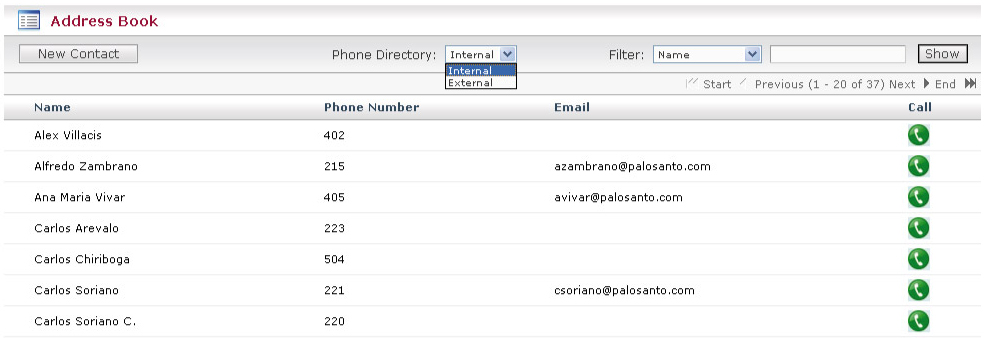 Address Book
New Contact Phone Directory: Internal Filter: Name Show
Internal
External
Start Previous (1 - 20 of 37) Next End
Name Phone Number Email Call
Alex Villacis 402
Alfredo Zambrano 215 azambrano@palosanto.com
Ana Maria Vivar 405 avivar@palosanto.com
Carlos Arevalo 223
Carlos Chiriboga 504
Carlos Soriano 221 csoriano@palosanto.com
Carlos Soriano C. 220